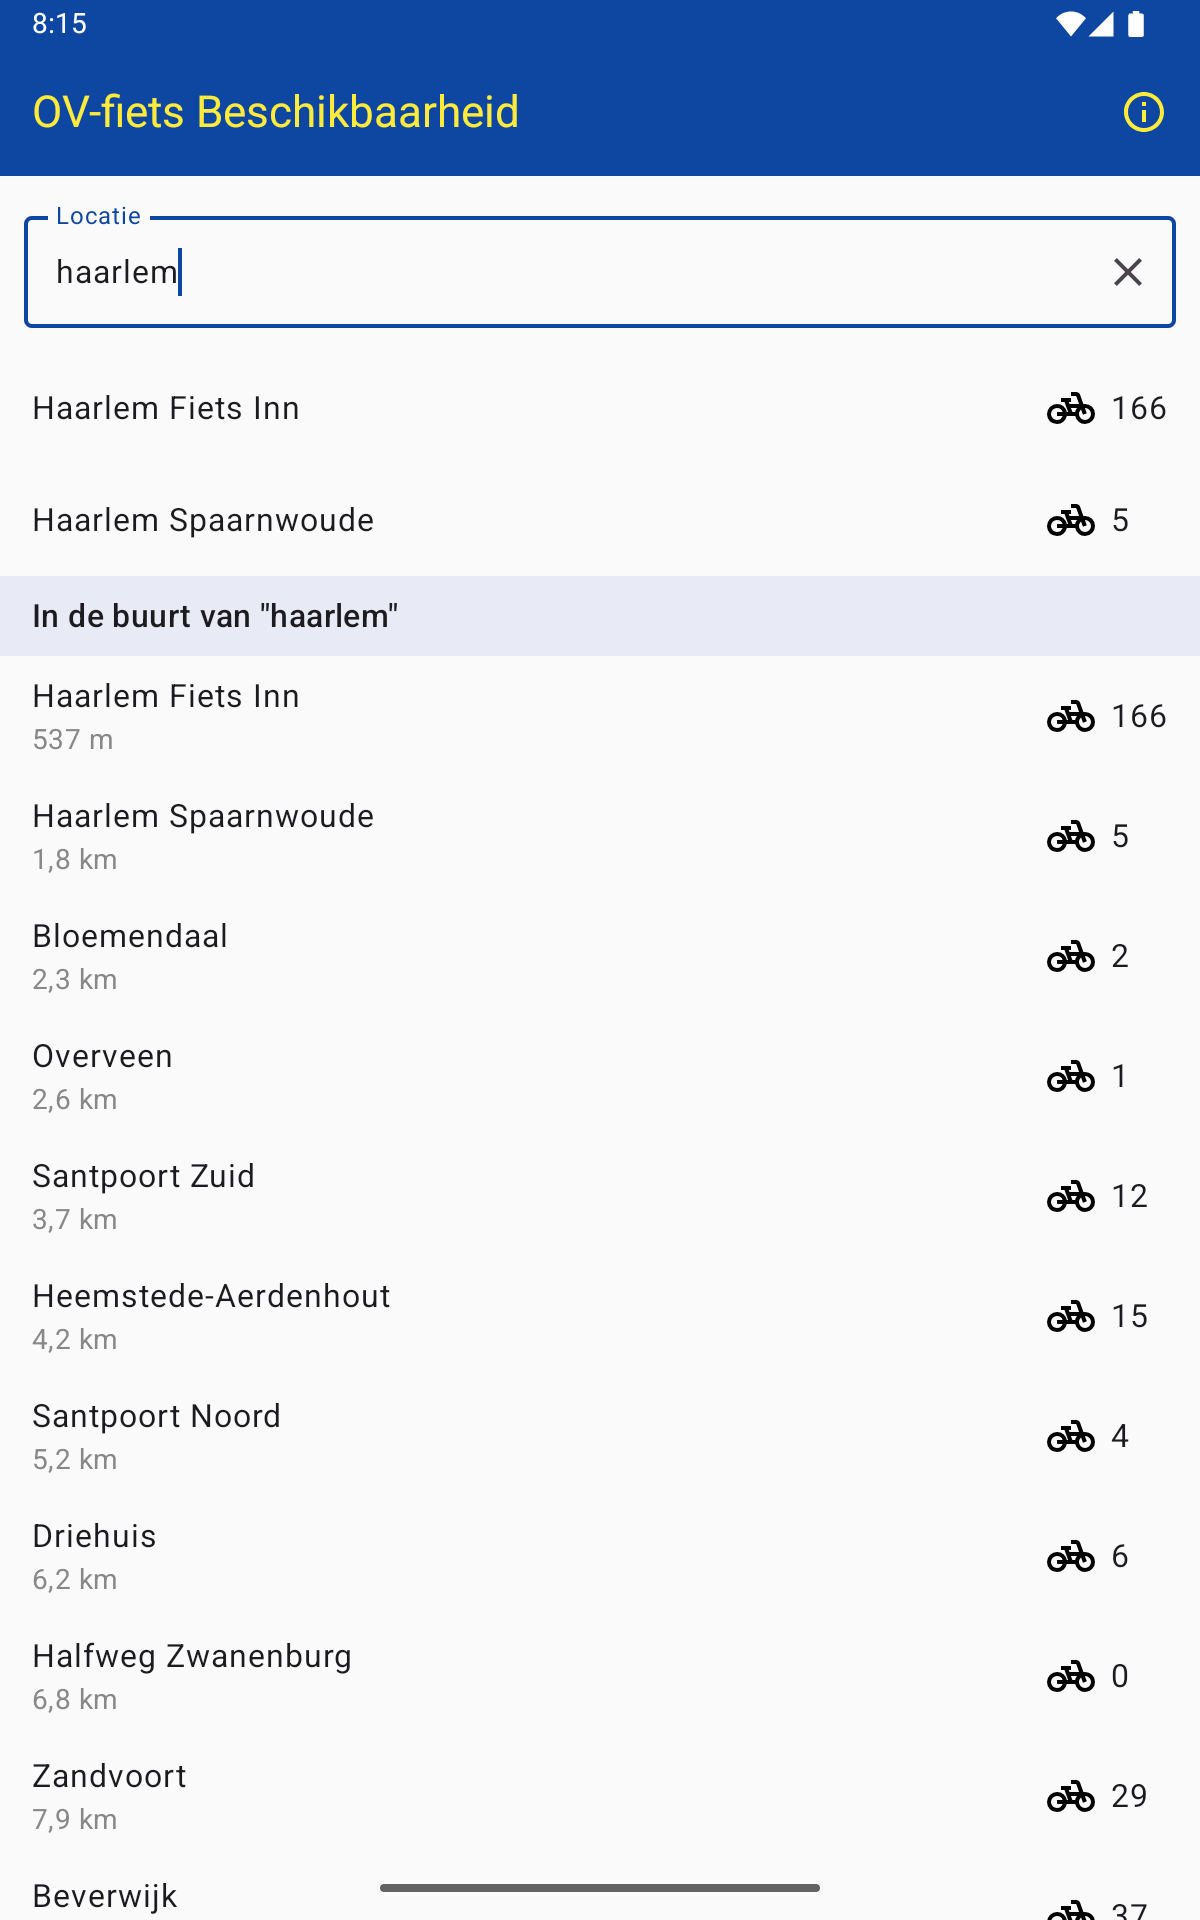 8:15
OV-fiets Beschikbaarheid
Locatie
haarlem
Haarlem Fiets Inn 166
Haarlem Spaarnwoude 5
In de buurt van "haarlem"
Haarlem Fiets Inn 166
537 m
Haarlem Spaarnwoude 5
1,8 km
Bloemendaal 2
2,3 km
Overveen 1
2,6 km
Santpoort Zuid 12
3,7 km
Heemstede-Aerdenhout 15
4,2 km
Santpoort Noord 4
5,2 km
Driehuis 6
6,2 km
Halfweg Zwanenburg 0
6,8 km
Zandvoort 29
7,9 km
Beverwijk 37